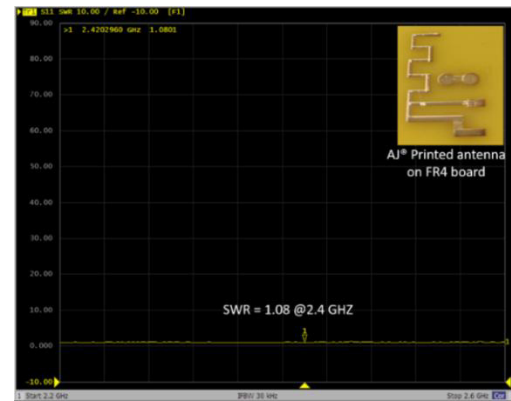 Tr1 S11 SWR 10.00 / Ref -10.00 [F1]
90.00
>1 2.4202960 GHz 1.0801
80.00
70.00
60.00
AJ® Printed antenna
on FR4 board
50.00
40.00
30.00
20.00
10.00
SWR = 1.08 @2.4 GHZ
1
0.000
1
-10.00
1 Start 2.2 GHz IFBW 30 kHz Stop 2.6 GHz Cor